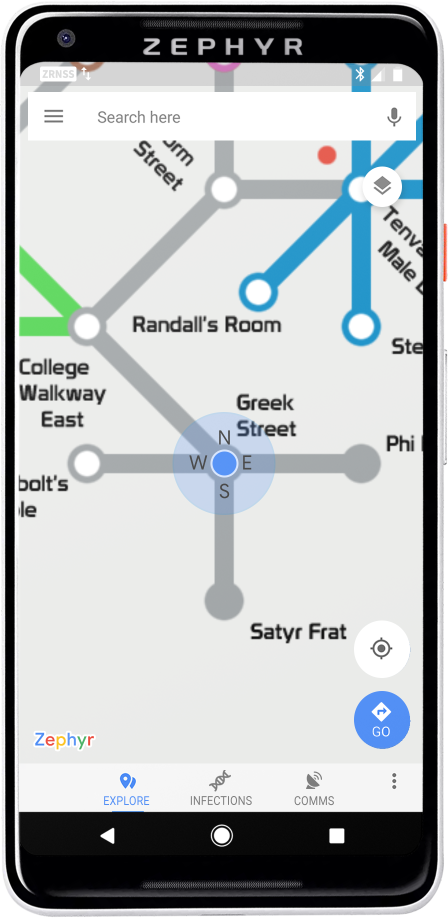 ZEPHYR
ZRNSS
Search here
Street
Tenva
Male
Randall's Room
Ste
College
Walkway
East
Greek
Street
N
W
E
S
Phi
bolt's
le
Satyr Frat
GO
Zephyr
EXPLORE
INFECTIONS
COMMS